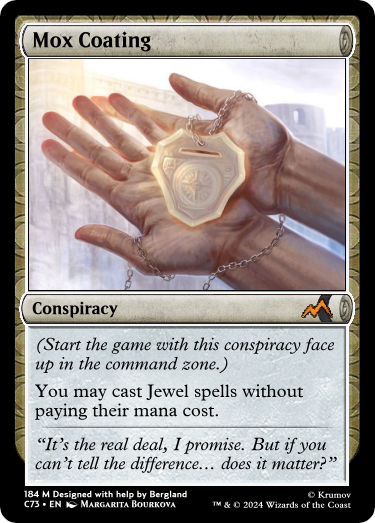 Mox Coating
Conspiracy
(Start the game with this conspiracy face
up in the command zone.)
You may cast Jewel spells without
paying their mana cost.
“It’s the real deal, I promise. But if you
can’t tell the difference… does it matter?”
184 M Designed with help by Bergland
© Krumov
C73 • EN Margarita Bourkova
™ & © 2024 Wizards of the Coast